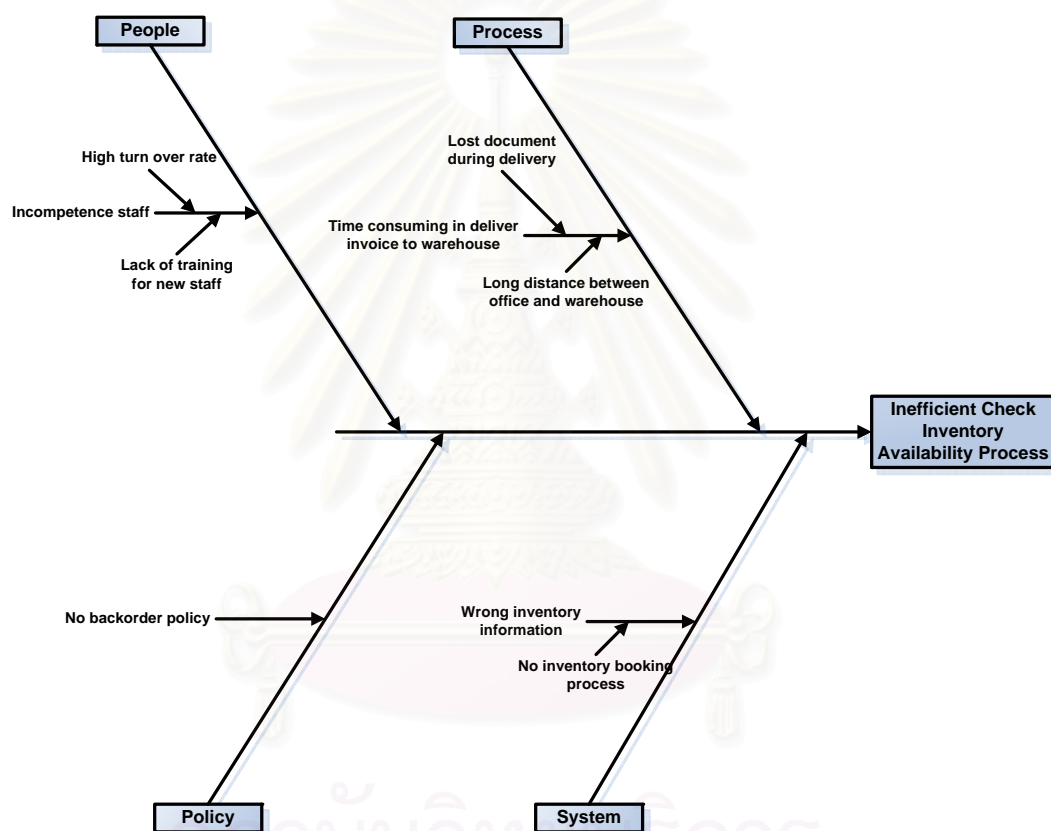 People
Process
High turn over rate
Incompetence staff
Lack of training
for new staff
Lost document
during delivery
Time consuming in deliver
invoice to warehouse
Long distance between
office and warehouse
Inefficient Check
Inventory
Availability Process
No backorder policy
Wrong inventory
information
No inventory booking
process
Policy
System